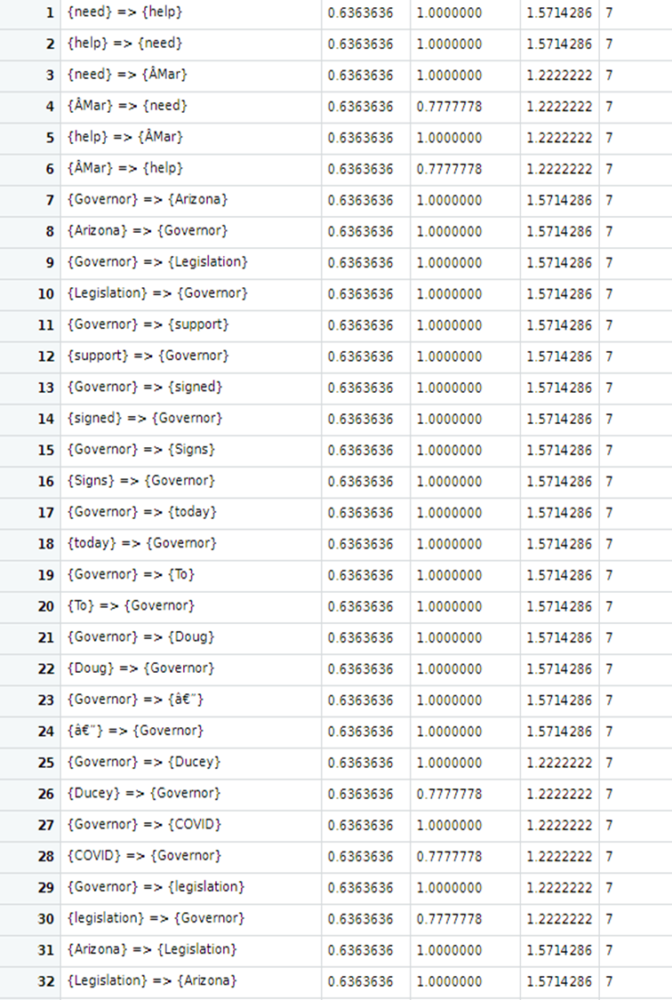 1 {need} => {help} 0.6363636 1.0000000 1.5714286 7
2 {help} => {need} 0.6363636 1.0000000 1.5714286 7
3 {need} => {ÂMar} 0.6363636 1.0000000 1.2222222 7
4 {ÂMar} => {need} 0.6363636 0.7777778 1.2222222 7
5 {help} => {ÂMar} 0.6363636 1.0000000 1.2222222 7
6 {ÂMar} => {help} 0.6363636 0.7777778 1.2222222 7
7 {Governor} => {Arizona} 0.6363636 1.0000000 1.5714286 7
8 {Arizona} => {Governor} 0.6363636 1.0000000 1.5714286 7
9 {Governor} => {Legislation} 0.6363636 1.0000000 1.5714286 7
10 {Legislation} => {Governor} 0.6363636 1.0000000 1.5714286 7
11 {Governor} => {support} 0.6363636 1.0000000 1.5714286 7
12 {support} => {Governor} 0.6363636 1.0000000 1.5714286 7
13 {Governor} => {signed} 0.6363636 1.0000000 1.5714286 7
14 {signed} => {Governor} 0.6363636 1.0000000 1.5714286 7
15 {Governor} => {Signs} 0.6363636 1.0000000 1.5714286 7
16 {Signs} => {Governor} 0.6363636 1.0000000 1.5714286 7
17 {Governor} => {today} 0.6363636 1.0000000 1.5714286 7
18 {today} => {Governor} 0.6363636 1.0000000 1.5714286 7
19 {Governor} => {To} 0.6363636 1.0000000 1.5714286 7
20 {To} => {Governor} 0.6363636 1.0000000 1.5714286 7
21 {Governor} => {Doug} 0.6363636 1.0000000 1.5714286 7
22 {Doug} => {Governor} 0.6363636 1.0000000 1.5714286 7
23 {Governor} => {â€”} 0.6363636 1.0000000 1.5714286 7
24 {â€”} => {Governor} 0.6363636 1.0000000 1.5714286 7
25 {Governor} => {Ducey} 0.6363636 1.0000000 1.2222222 7
26 {Ducey} => {Governor} 0.6363636 0.7777778 1.2222222 7
27 {Governor} => {COVID} 0.6363636 1.0000000 1.2222222 7
28 {COVID} => {Governor} 0.6363636 0.7777778 1.2222222 7
29 {Governor} => {legislation} 0.6363636 1.0000000 1.2222222 7
30 {legislation} => {Governor} 0.6363636 0.7777778 1.2222222 7
31 {Arizona} => {Legislation} 0.6363636 1.0000000 1.5714286 7
32 {Legislation} => {Arizona} 0.6363636 1.0000000 1.5714286 7